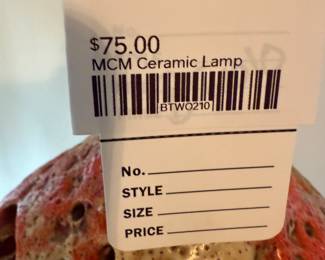 $75.00
MCM Ceramic Lamp
BTWO210
No.
STYLE
SIZE
PRICE